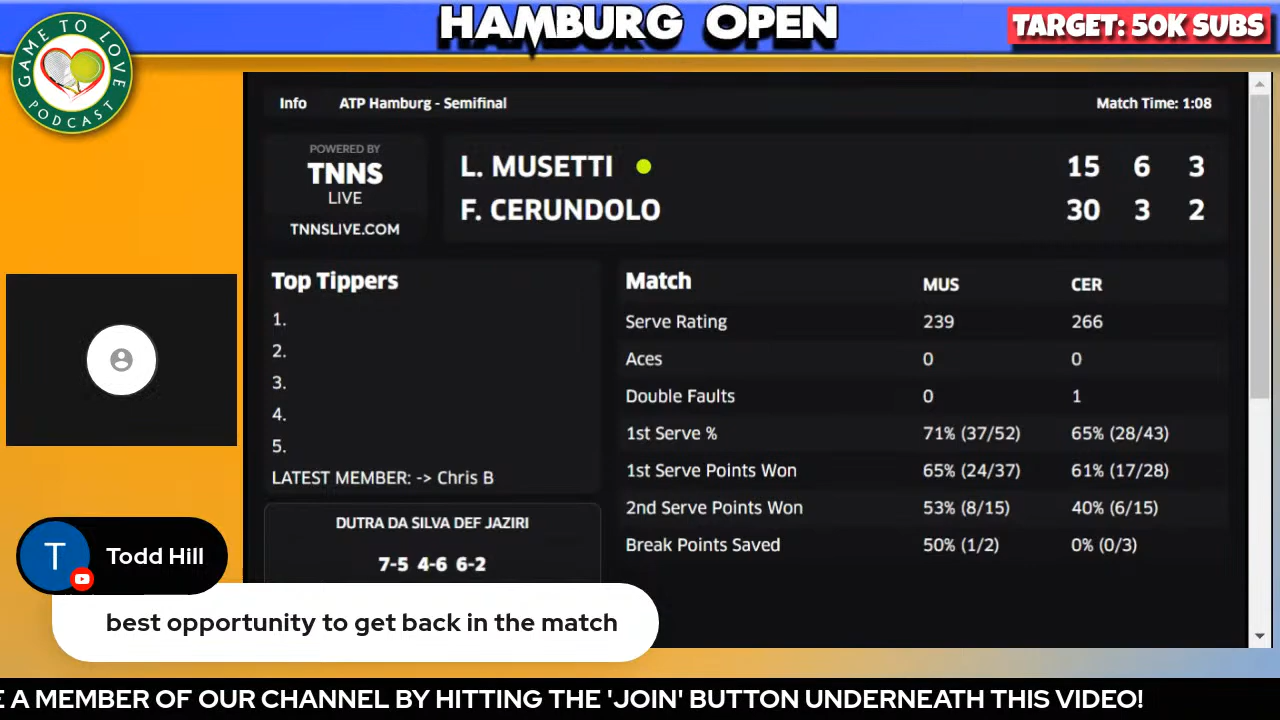 GAME TO LOVE
PODCAST
HAMBURG OPEN
TARGET: 50K SUBS
Info ATP Hamburg - Semifinal Match Time: 1:08
POWERED BY
TNNS
LIVE
TNNSLIVE.COM
L. MUSETTI 15 6 3
F. CERUNDOLO 30 3 2
Top Tippers
1.
2.
3.
4.
5.
LATEST MEMBER: -> Chris B
DUTRA DA SILVA DEF JAZIRI
7-5 4-6 6-2
Match MUS CER
Serve Rating 239 266
Aces 0 0
Double Faults 0 1
1st Serve % 71% (37/52) 65% (28/43)
1st Serve Points Won 65% (24/37) 61% (17/28)
2nd Serve Points Won 53% (8/15) 40% (6/15)
Break Points Saved 50% (1/2) 0% (0/3)
T Todd Hill
best opportunity to get back in the match
E A MEMBER OF OUR CHANNEL BY HITTING THE 'JOIN' BUTTON UNDERNEATH THIS VIDEO!